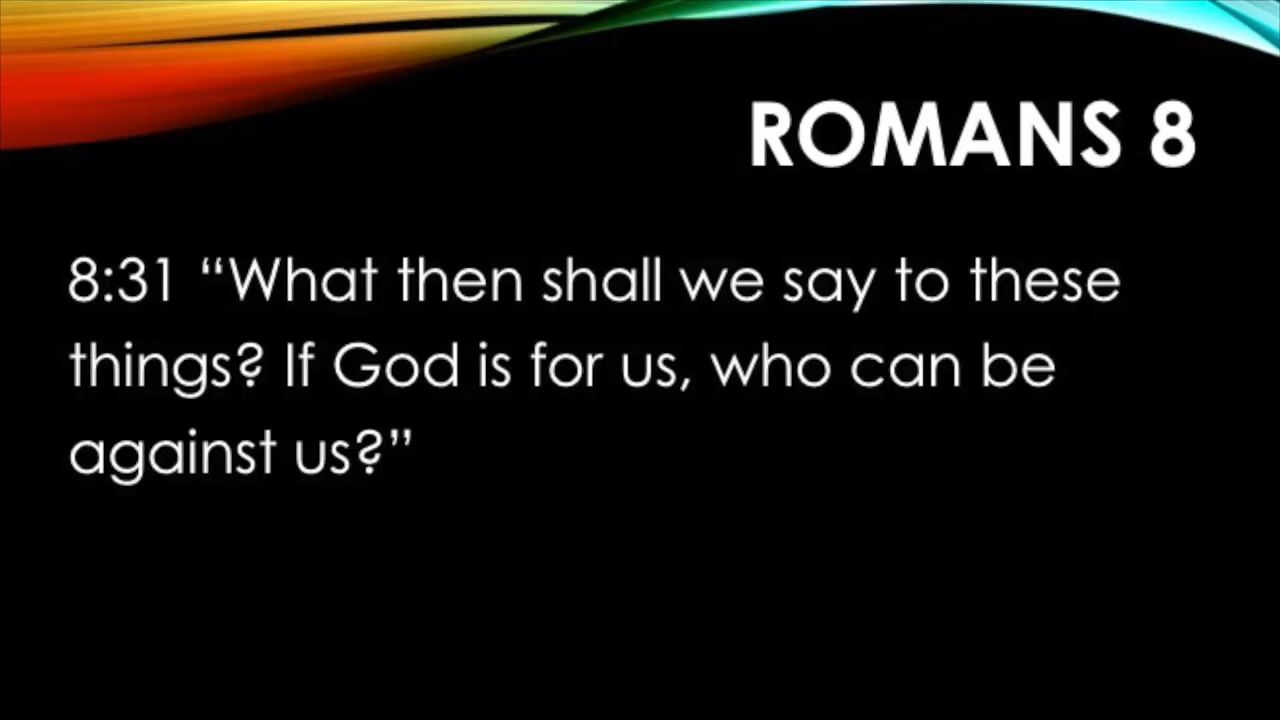 ROMANS 8
8:31 “What then shall we say to these
things? If God is for us, who can be
against us?”